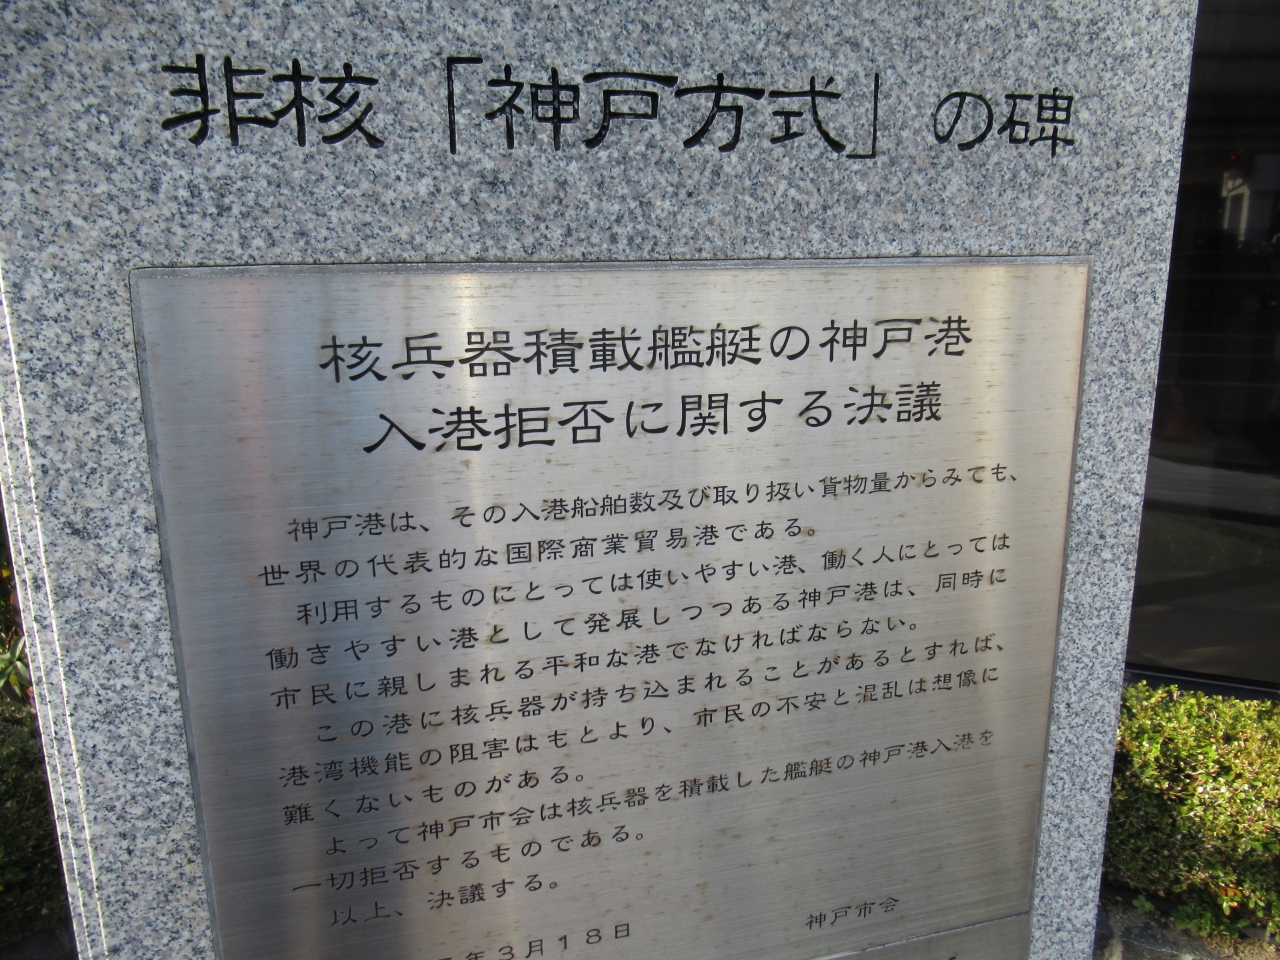 非核「神戸方式」の碑
核兵器積載艦艇の神戸港
入港拒否に関する決議
神戸港は、その入港船舶数及び取り扱い貨物量からみても、
世界の代表的な国際商業貿易港である。
利用するものにとっては使いやすい港、働く人にとっては
働きやすい港として発展しつつある神戸港は、同時に
市民に親しまれる平和な港でなければならない。
この港に核兵器が持ち込まれることがあるとすれば、
港湾機能の阻害はもとより、市民の不安と混乱は想像に
難くないものがある。
よって神戸市会は核兵器を積載した艦艇の神戸港入港を
一切拒否するものである。
以上、決議する。
年3月18日
神戸市会